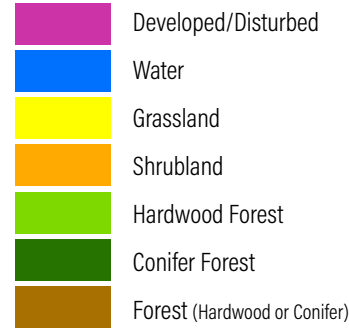 Developed/Disturbed
Water
Grassland
Shrubland
Hardwood Forest
Conifer Forest
Forest (Hardwood or Conifer)